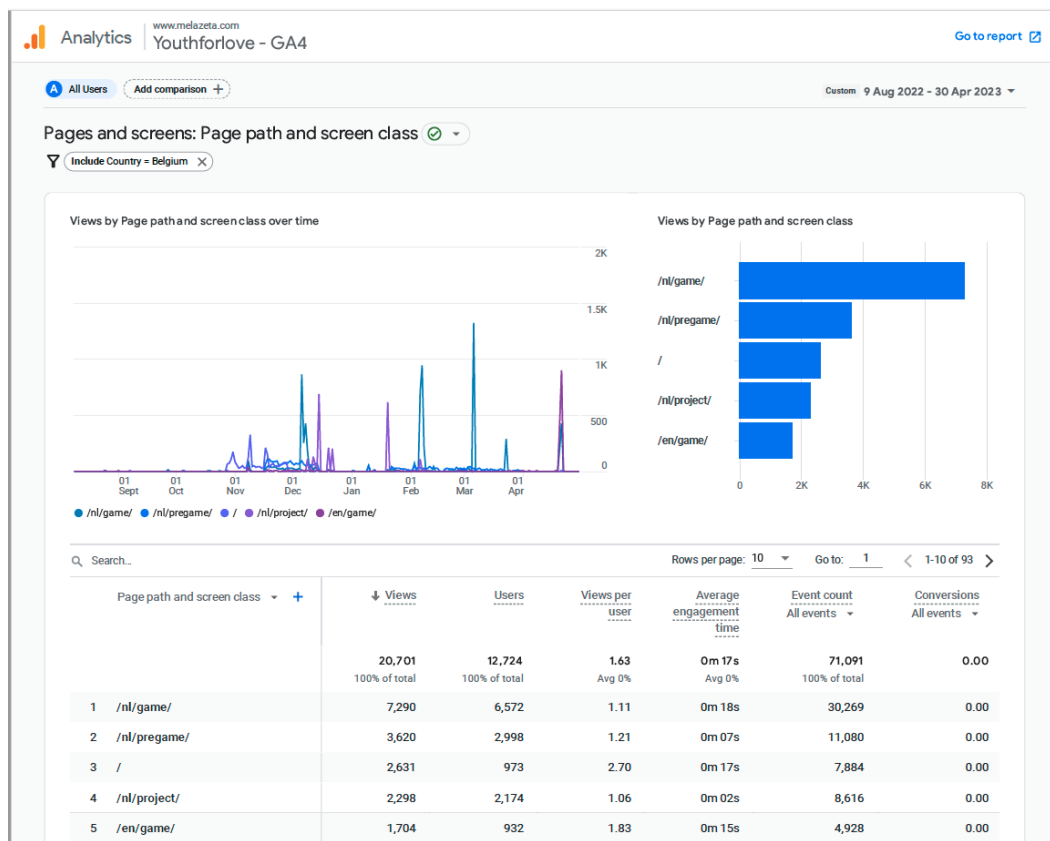 www.melazeta.com
Analytics
Youthforlove - GA4
Go to report
A All Users
Add comparison +
Custom 9 Aug 2022 - 30 Apr 2023
Pages and screens: Page path and screen class
Include Country = Belgium
Views by Page path and screen class over time
2K
1.5K
1K
500
0
01 Sept
01 Oct
01 Nov
01 Dec
01 Jan
01 Feb
01 Mar
01 Apr
/nl/game/ /nl/pregame/ / /nl/project/ /en/game/
Views by Page path and screen class
/nl/game/
/nl/pregame/
/
/nl/project/
/en/game/
0 2K 4K 6K 8K
Search...
Rows per page: 10 Go to: 1 1-10 of 93
Page path and screen class +
Views
Users
Views per user
Average engagement time
Event count
All events
Conversions
All events
20,701 12,724 1.63 0m 17s 71,091 0.00
100% of total 100% of total Avg 0% Avg 0% 100% of total
1 /nl/game/ 7,290 6,572 1.11 0m 18s 30,269 0.00
2 /nl/pregame/ 3,620 2,998 1.21 0m 07s 11,080 0.00
3 / 2,631 973 2.70 0m 17s 7,884 0.00
4 /nl/project/ 2,298 2,174 1.06 0m 02s 8,616 0.00
5 /en/game/ 1,704 932 1.83 0m 15s 4,928 0.00